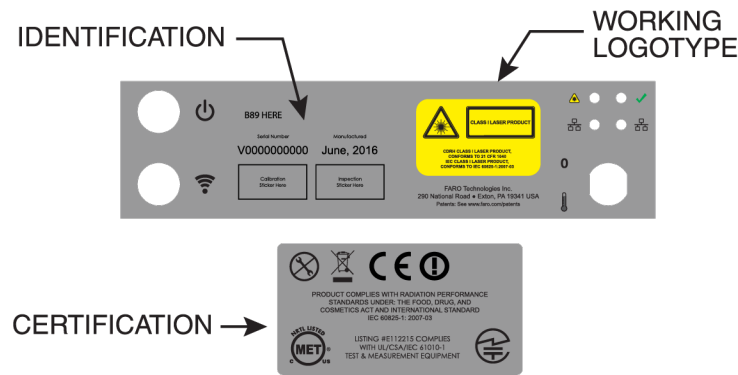 IDENTIFICATION
WORKING
LOGOTYPE
B89 HERE
Serial Number
Manufactured
V0000000000
June, 2016
Calibration
Sticker Here
Inspection
Sticker Here
CLASS I LASER PRODUCT
CDRH CLASS I LASER PRODUCT,
CONFORMS TO 21 CFR 1040
IEC CLASS I LASER PRODUCT,
CONFORMS TO IEC 60825-1:2007-03
FARO Technologies Inc.
290 National Road ● Exton, PA 19341 USA
Patents: See www.faro.com/patents
0
CERTIFICATION
CE
PRODUCT COMPLIES WITH RADIATION PERFORMANCE
STANDARDS UNDER: THE FOOD, DRUG, AND
COSMETICS ACT AND INTERNATIONAL STANDARD
IEC 60825-1: 2007-03
NRTL LISTED
MET
®
C US
LISTING #E112215 COMPLIES
WITH UL/CSA/IEC 61010-1
TEST & MEASUREMENT EQUIPMENT